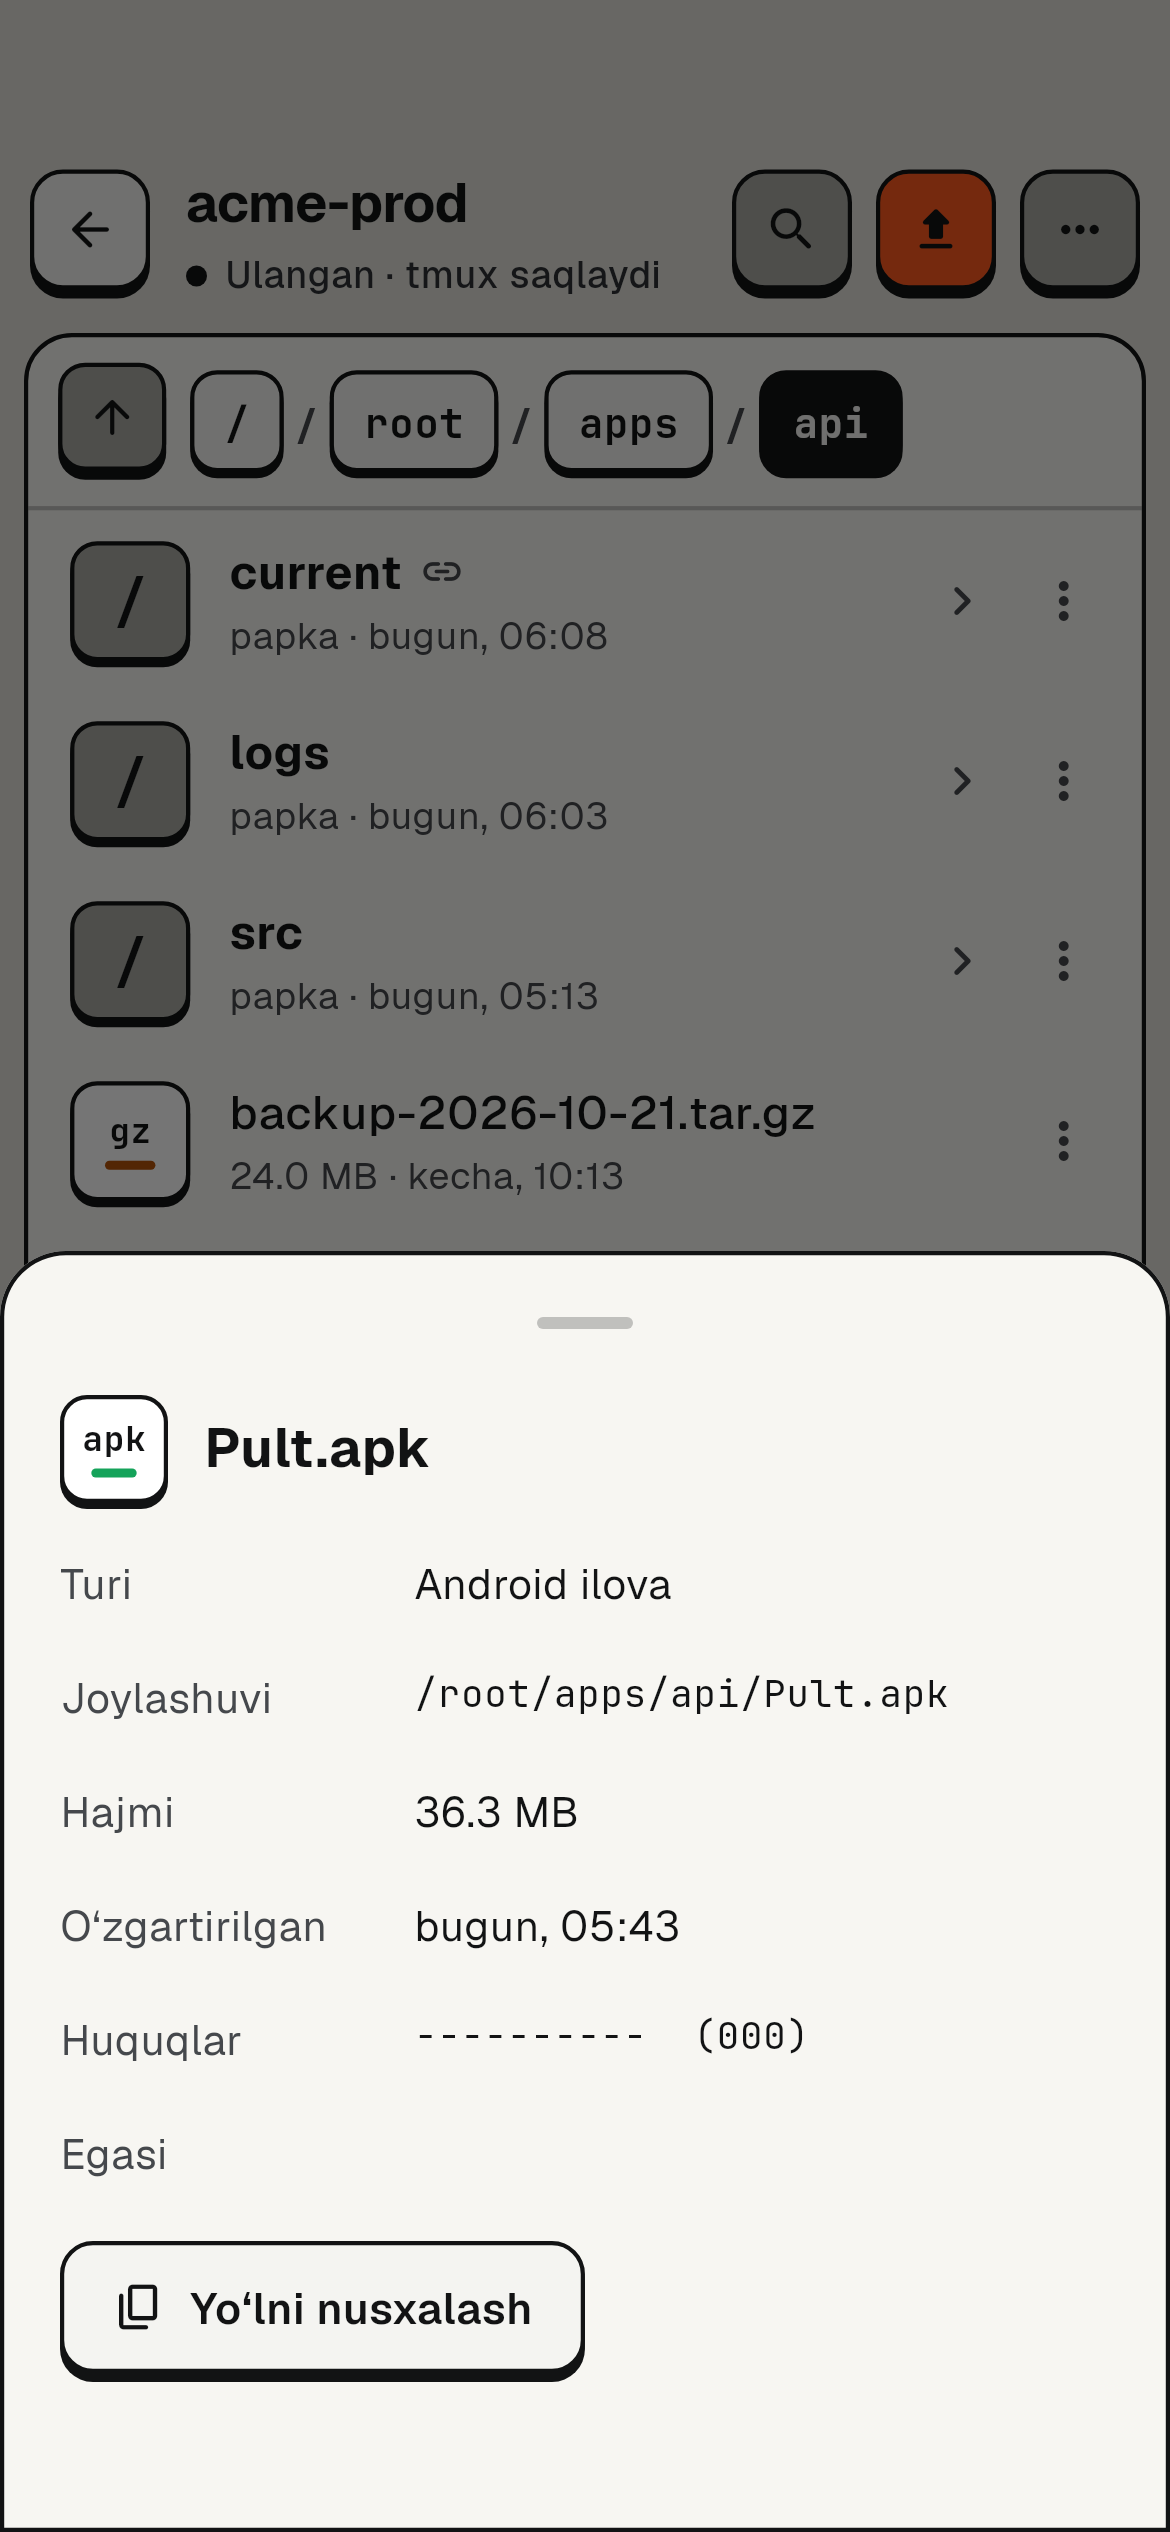 acme-prod
Ulangan · tmux saqlaydi
/ / root / apps / api
/
current
papka · bugun, 06:08
/
logs
papka · bugun, 06:03
/
src
papka · bugun, 05:13
gz
backup-2026-10-21.tar.gz
24.0 MB · kecha, 10:13
apk
Pult.apk
Turi Android ilova
Joylashuvi /root/apps/api/Pult.apk
Hajmi 36.3 MB
Oʻzgartirilgan bugun, 05:43
Huquqlar ---------- (000)
Egasi
Yoʻlni nusxalash